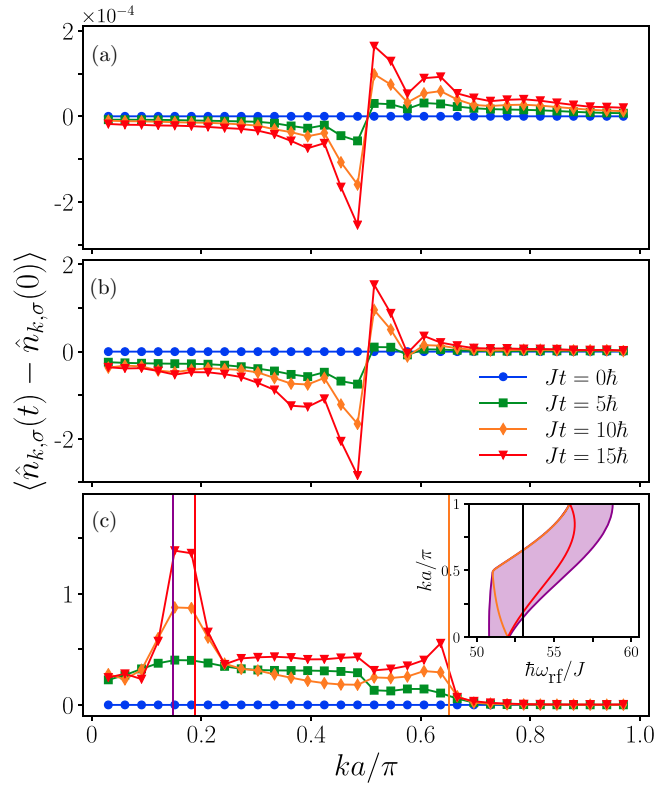 ×10⁻⁴
2
(a)
0
-2
⟨n̂ₖ,σ(t) − n̂ₖ,σ(0)⟩
2
(b)
0
-2
Jt = 0ħ
Jt = 5ħ
Jt = 10ħ
Jt = 15ħ
(c)
1
0
ka/π
1
0.5
0
50 55 60
ħω_rf/J
0 0.2 0.4 0.6 0.8 1.0
ka/π